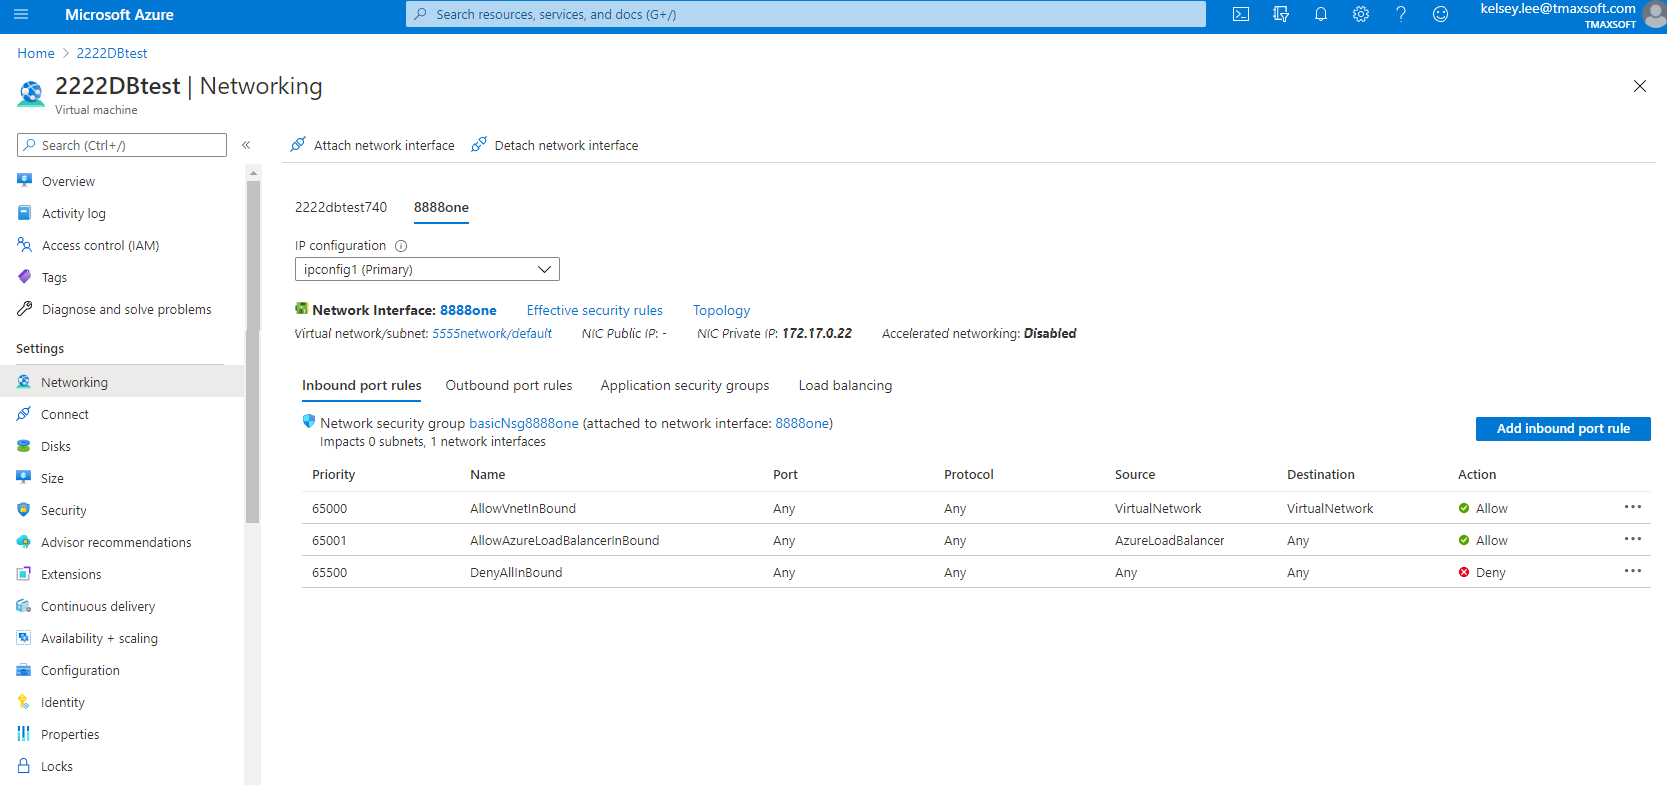 Microsoft Azure
Search resources, services, and docs (G+/)
kelsey.lee@tmaxsoft.com
TMAXSOFT
Home > 2222DBtest
2222DBtest | Networking
Virtual machine
Search (Ctrl+/)
«
Attach network interface
Detach network interface
Overview
Activity log
Access control (IAM)
Tags
Diagnose and solve problems
Settings
Networking
Connect
Disks
Size
Security
Advisor recommendations
Extensions
Continuous delivery
Availability + scaling
Configuration
Identity
Properties
Locks
2222dbtest740 8888one
IP configuration
ipconfig1 (Primary)
Network Interface: 8888one Effective security rules Topology
Virtual network/subnet: 5555network/default NIC Public IP: - NIC Private IP: 172.17.0.22 Accelerated networking: Disabled
Inbound port rules Outbound port rules Application security groups Load balancing
Network security group basicNsg8888one (attached to network interface: 8888one)
Impacts 0 subnets, 1 network interfaces
Add inbound port rule
Priority Name Port Protocol Source Destination Action
65000 AllowVnetInBound Any Any VirtualNetwork VirtualNetwork Allow
65001 AllowAzureLoadBalancerInBound Any Any AzureLoadBalancer Any Allow
65500 DenyAllInBound Any Any Any Any Deny